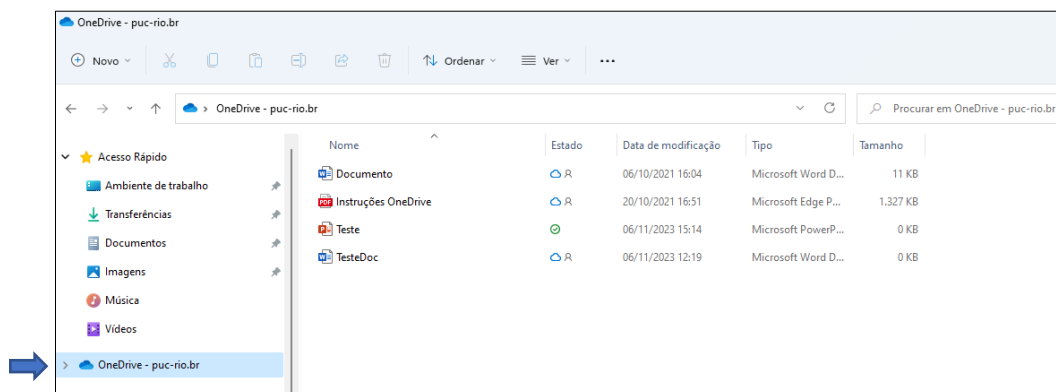 OneDrive - puc-rio.br
Novo
Ordenar
Ver
OneDrive - puc-rio.br
Procurar em OneDrive - puc-rio.br
Acesso Rápido
Ambiente de trabalho
Transferências
Documentos
Imagens
Música
Vídeos
OneDrive - puc-rio.br
Nome Estado Data de modificação Tipo Tamanho
Documento 06/10/2021 16:04 Microsoft Word D... 11 KB
PDF Instruções OneDrive 20/10/2021 16:51 Microsoft Edge P... 1.327 KB
Teste 06/11/2023 15:14 Microsoft PowerP... 0 KB
TesteDoc 06/11/2023 12:19 Microsoft Word D... 0 KB